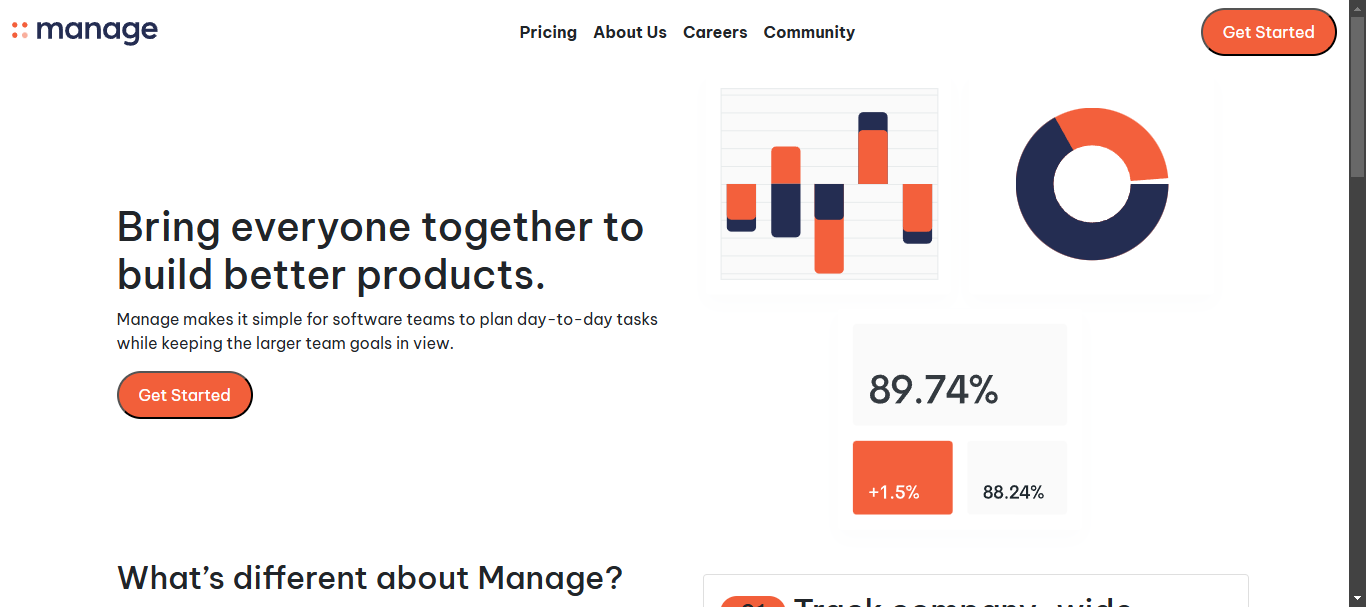 manage
Pricing About Us Careers Community
Get Started
Bring everyone together to
build better products.
Manage makes it simple for software teams to plan day-to-day tasks
while keeping the larger team goals in view.
Get Started
89.74%
+1.5%
88.24%
What’s different about Manage?
Track company-wide